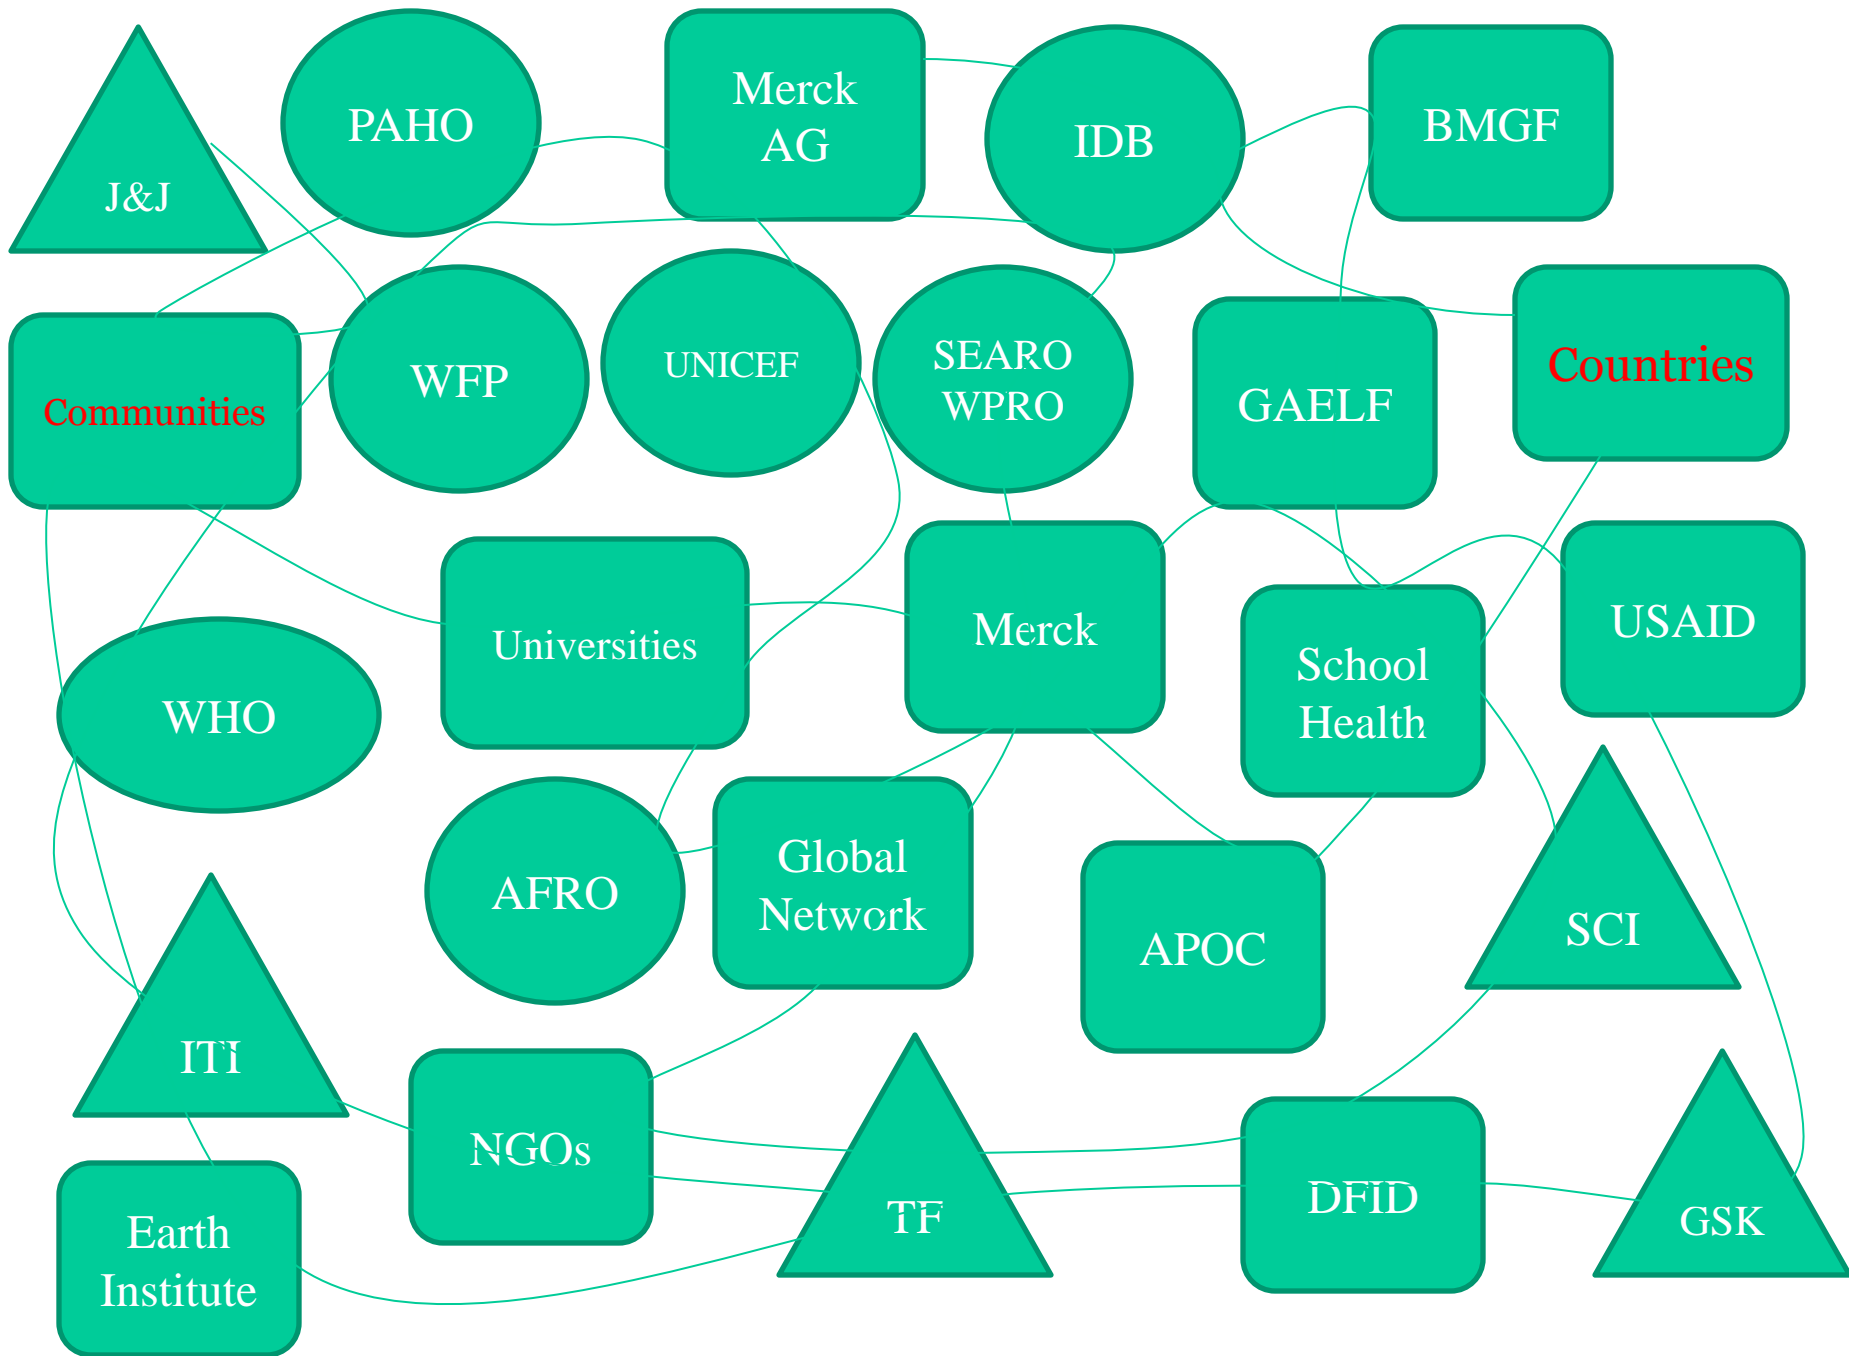 J&J
PAHO
Merck
AG
IDB
BMGF
Communities
WFP
UNICEF
SEARO
WPRO
GAELF
Countries
WHO
Universities
Merck
School
Health
USAID
AFRO
Global
Network
APOC
SCI
ITI
NGOs
TF
DFID
GSK
Earth
Institute